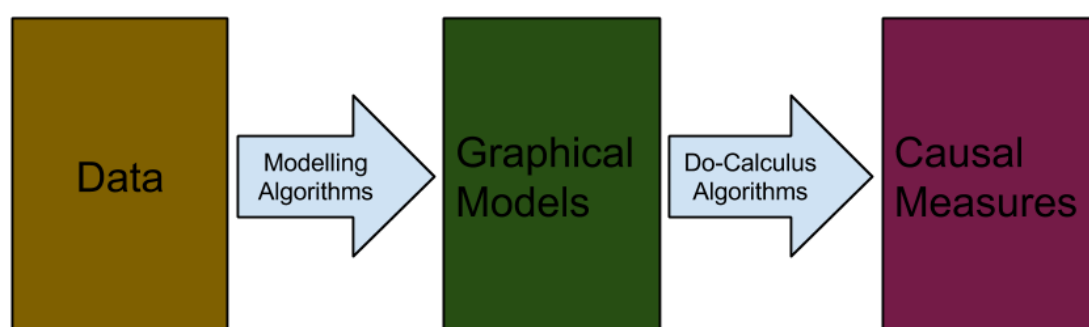 Data
Modelling
Algorithms
Graphical
Models
Do-Calculus
Algorithms
Causal
Measures